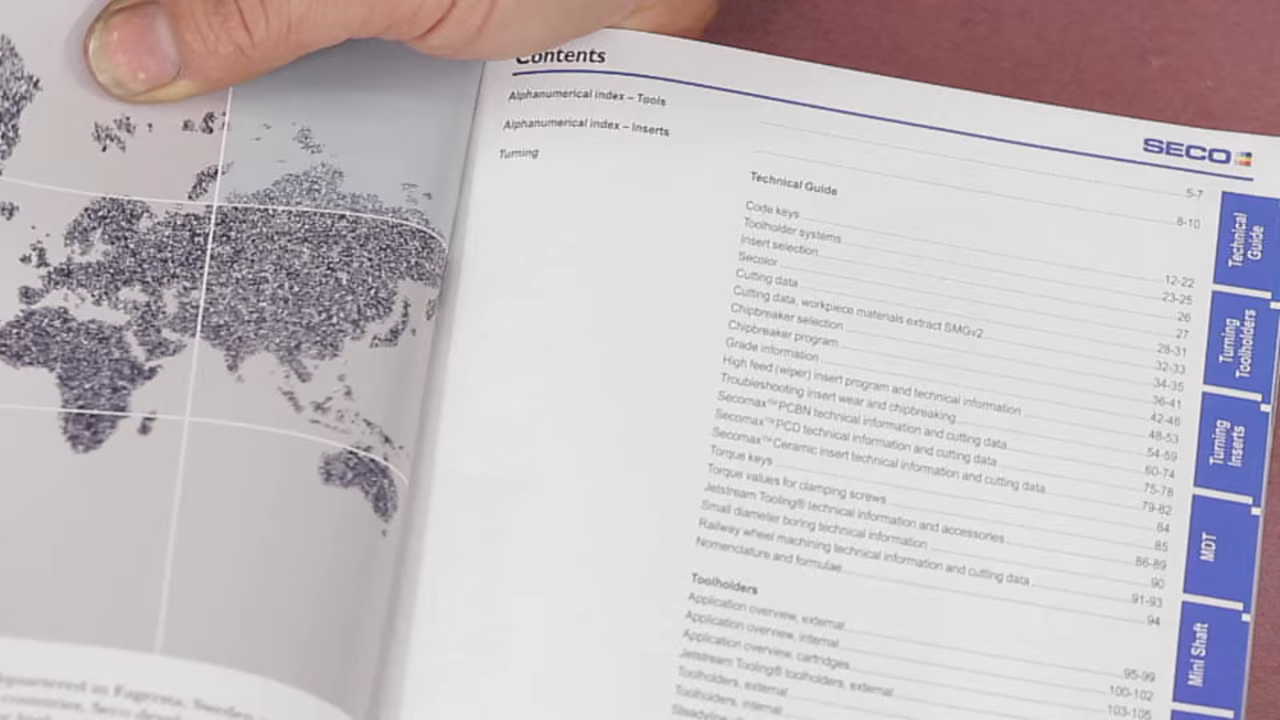 Contents
Alphanumerical index – Tools 5-7
Alphanumerical index – Inserts 8-10
Turning
SECO
Technical Guide
Code keys 12-22
Toolholder systems 23-25
Insert selection 26
Secolor 27
Cutting data 28-31
Cutting data, workpiece materials extract SMGv2 32-33
Chipbreaker selection 34-35
Chipbreaker program 36-41
Grade information 42-46
High feed (wiper) insert program and technical information 48-53
Troubleshooting insert wear and chipbreaking 54-59
Secomax™ PCBN technical information and cutting data 60-74
Secomax™ PCD technical information and cutting data 75-78
Secomax™ Ceramic insert technical information and cutting data 79-82
Torque keys 84
Torque values for clamping screws 85
Jetstream Tooling® technical information and accessories 86-89
Small diameter boring technical information 90
Railway wheel machining technical information and cutting data 91-93
Nomenclature and formulae 94
Toolholders
Application overview, external 95-99
Application overview, internal 100-102
Application overview, cartridges 103-105
Jetstream Tooling® toolholders, external
Toolholders, external
Toolholders, internal
Technical
Guide
Turning
Toolholders
Turning
Inserts
MDT
Mini Shaft
in Fagersta, Sweden